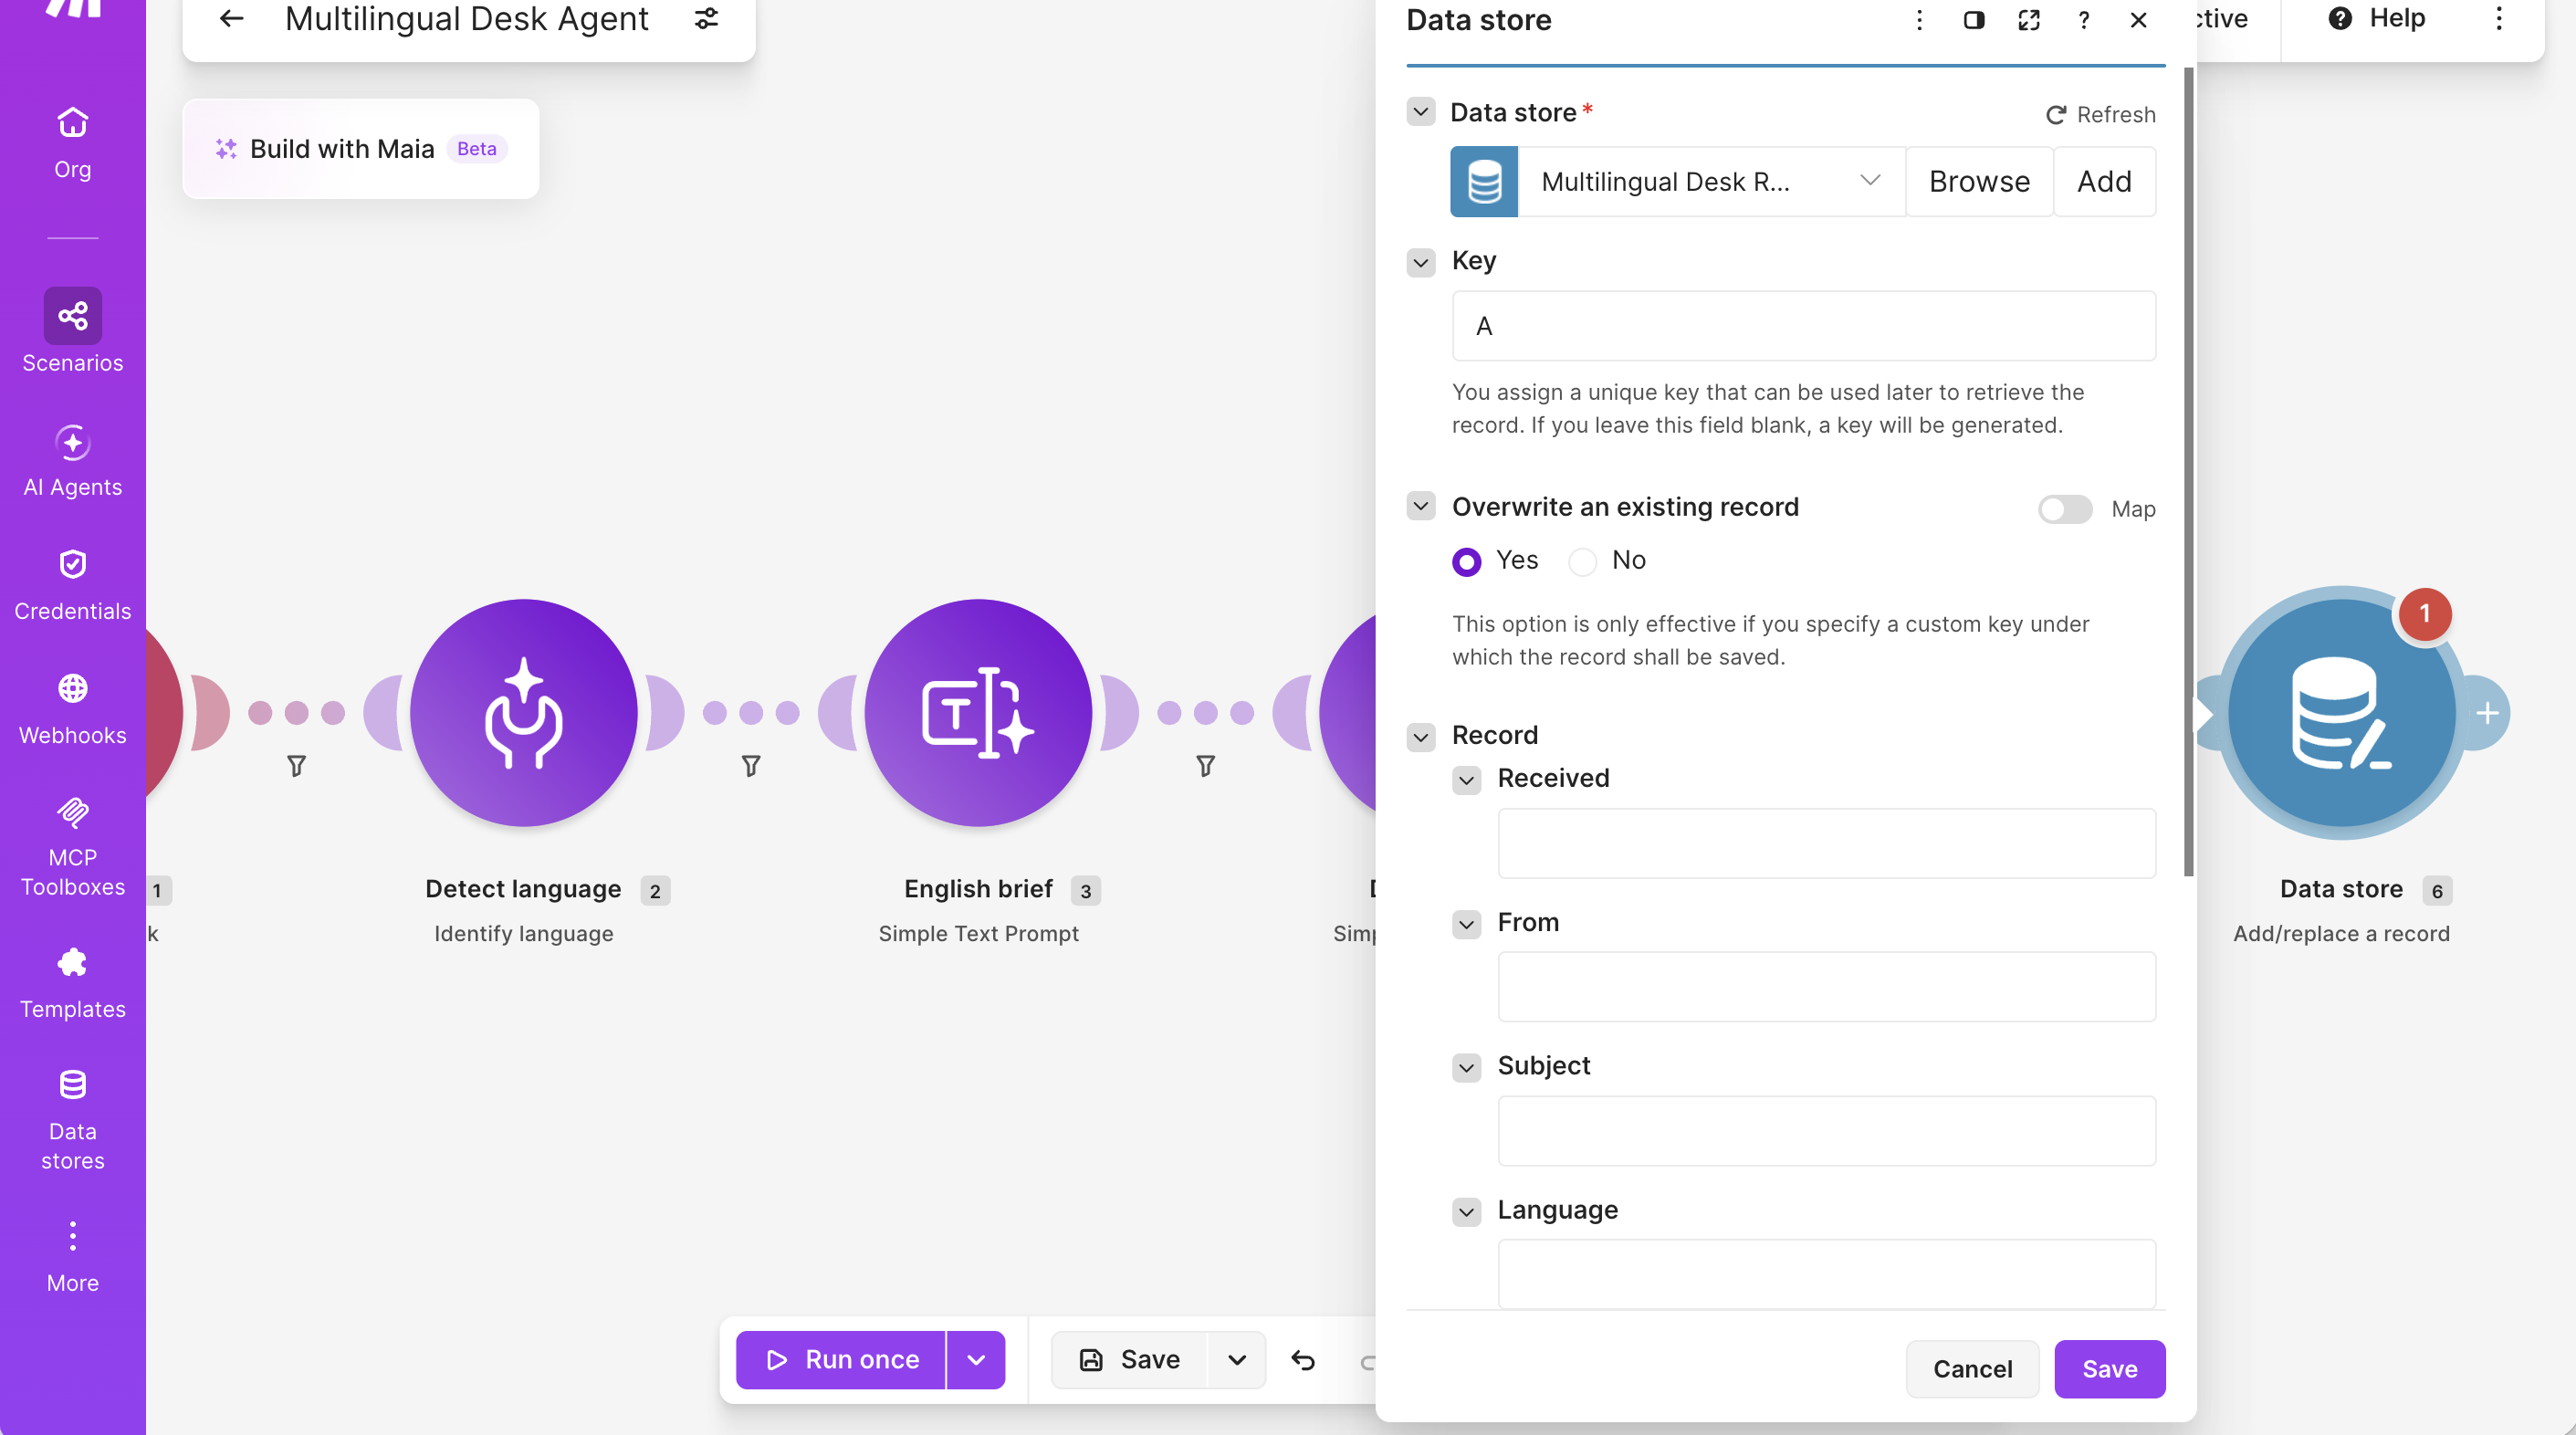 Multilingual Desk Agent
Build with Maia Beta
Org
Scenarios
AI Agents
Credentials
Webhooks
MCP
Toolboxes
Templates
Data
stores
More
1
k
Detect language 2
Identify language
English brief 3
Simple Text Prompt
Run once
Save
Data store
Data store*
Refresh
Multilingual Desk R...
Browse
Add
Key
A
You assign a unique key that can be used later to retrieve the
record. If you leave this field blank, a key will be generated.
Overwrite an existing record
Map
Yes
No
This option is only effective if you specify a custom key under
which the record shall be saved.
Record
Received
From
Subject
Language
Cancel
Save
Help
1
Data store 6
Add/replace a record